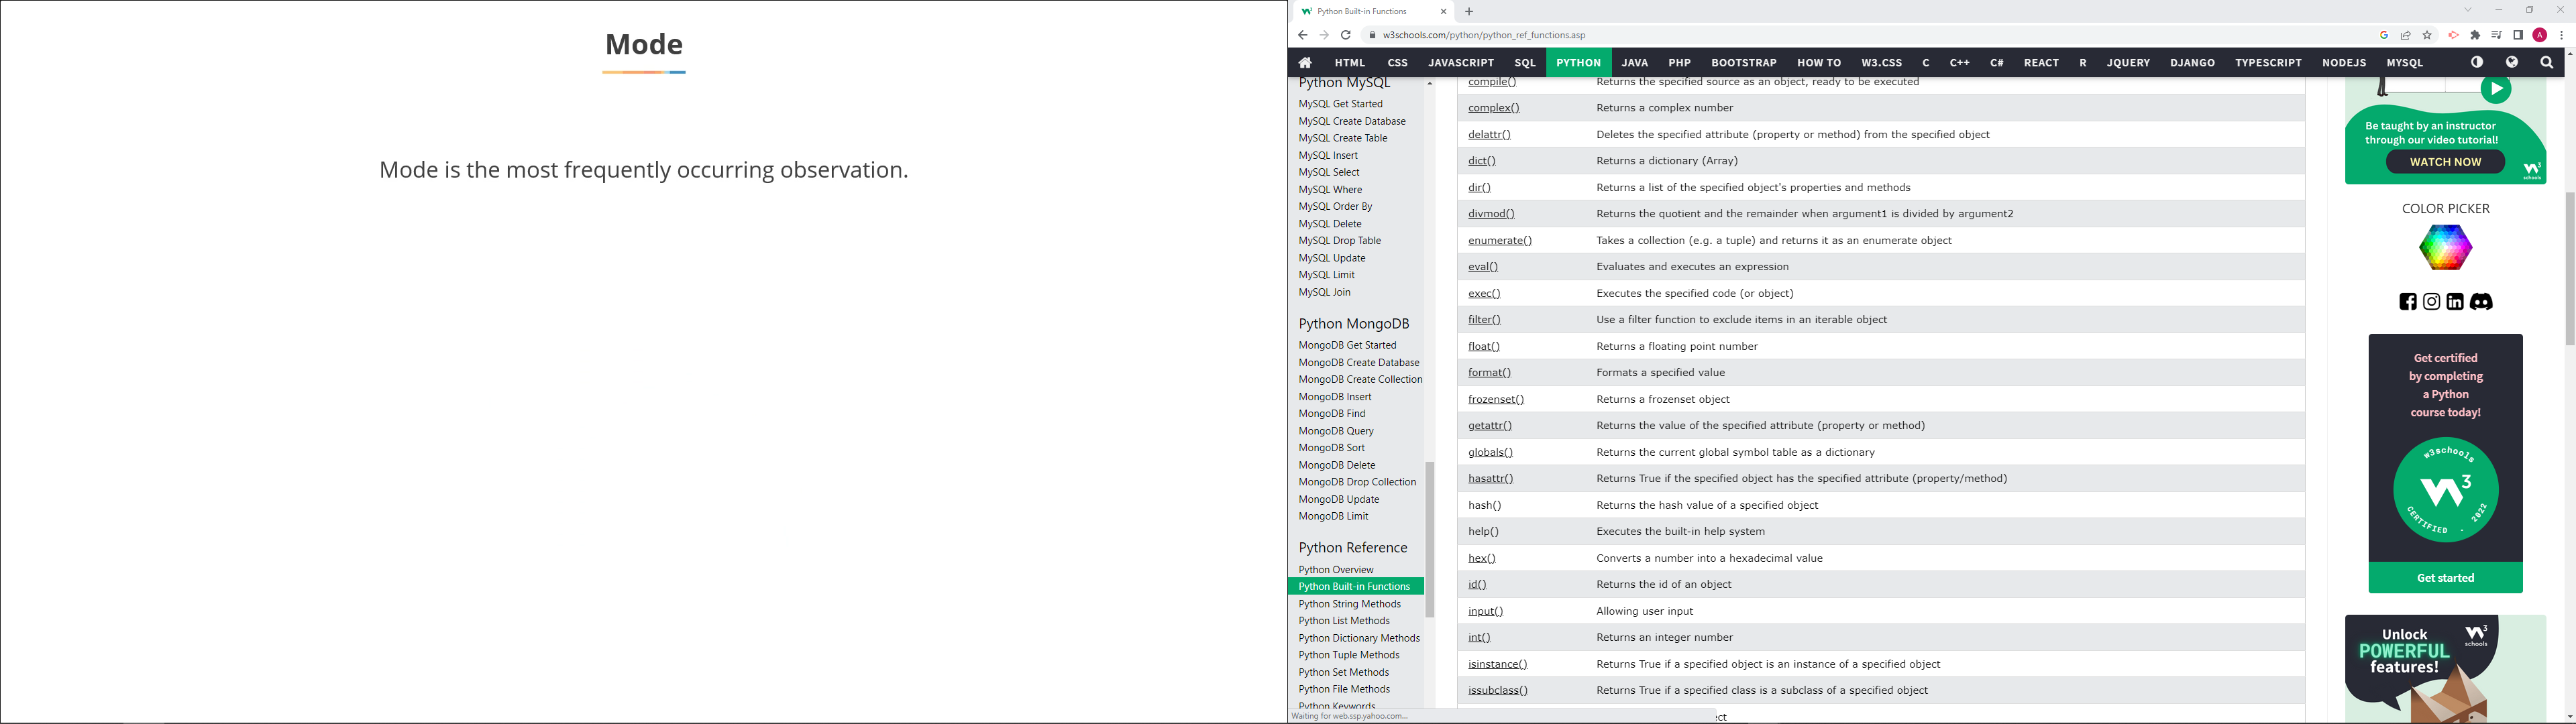 Mode
Mode is the most frequently occurring observation.
Python Built-in Functions
w3schools.com/python/python_ref_functions.asp
A
HTML CSS JAVASCRIPT SQL PYTHON JAVA PHP BOOTSTRAP HOW TO W3.CSS C C++ C# REACT R JQUERY DJANGO TYPESCRIPT NODEJS MYSQL
Python MySQL
MySQL Get Started
MySQL Create Database
MySQL Create Table
MySQL Insert
MySQL Select
MySQL Where
MySQL Order By
MySQL Delete
MySQL Drop Table
MySQL Update
MySQL Limit
MySQL Join
Python MongoDB
MongoDB Get Started
MongoDB Create Database
MongoDB Create Collection
MongoDB Insert
MongoDB Find
MongoDB Query
MongoDB Sort
MongoDB Delete
MongoDB Drop Collection
MongoDB Update
MongoDB Limit
Python Reference
Python Overview
Python Built-in Functions
Python String Methods
Python List Methods
Python Dictionary Methods
Python Tuple Methods
Python Set Methods
Python File Methods
Python Keywords
Waiting for web.ssp.yahoo.com...
compile() Returns the specified source as an object, ready to be executed
complex() Returns a complex number
delattr() Deletes the specified attribute (property or method) from the specified object
dict() Returns a dictionary (Array)
dir() Returns a list of the specified object's properties and methods
divmod() Returns the quotient and the remainder when argument1 is divided by argument2
enumerate() Takes a collection (e.g. a tuple) and returns it as an enumerate object
eval() Evaluates and executes an expression
exec() Executes the specified code (or object)
filter() Use a filter function to exclude items in an iterable object
float() Returns a floating point number
format() Formats a specified value
frozenset() Returns a frozenset object
getattr() Returns the value of the specified attribute (property or method)
globals() Returns the current global symbol table as a dictionary
hasattr() Returns True if the specified object has the specified attribute (property/method)
hash() Returns the hash value of a specified object
help() Executes the built-in help system
hex() Converts a number into a hexadecimal value
id() Returns the id of an object
input() Allowing user input
int() Returns an integer number
isinstance() Returns True if a specified object is an instance of a specified object
issubclass() Returns True if a specified class is a subclass of a specified object
ect
Be taught by an instructor
through our video tutorial!
WATCH NOW
W3
schools
COLOR PICKER
Get certified
by completing
a Python
course today!
w3schools
W3
CERTIFIED . 2022
Get started
Unlock
POWERFUL
features!
W3
schools